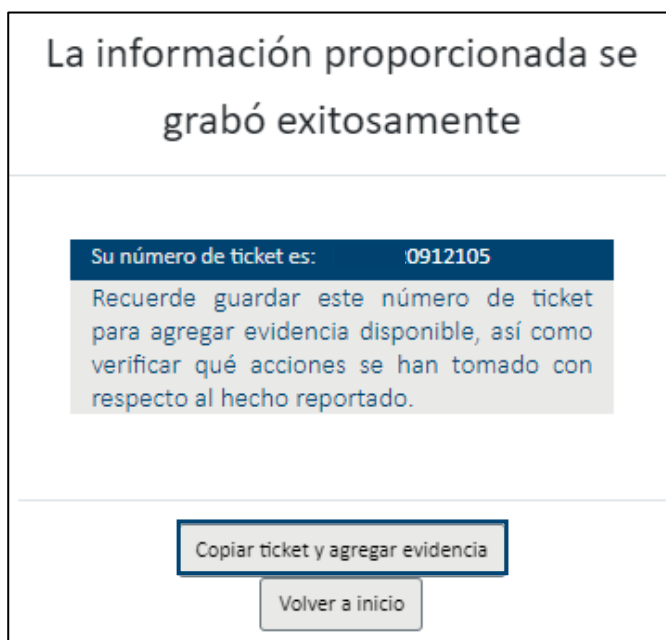 La información proporcionada se
grabó exitosamente
Su número de ticket es: 0912105
Recuerde guardar este número de ticket
para agregar evidencia disponible, así como
verificar qué acciones se han tomado con
respecto al hecho reportado.
Copiar ticket y agregar evidencia
Volver a inicio